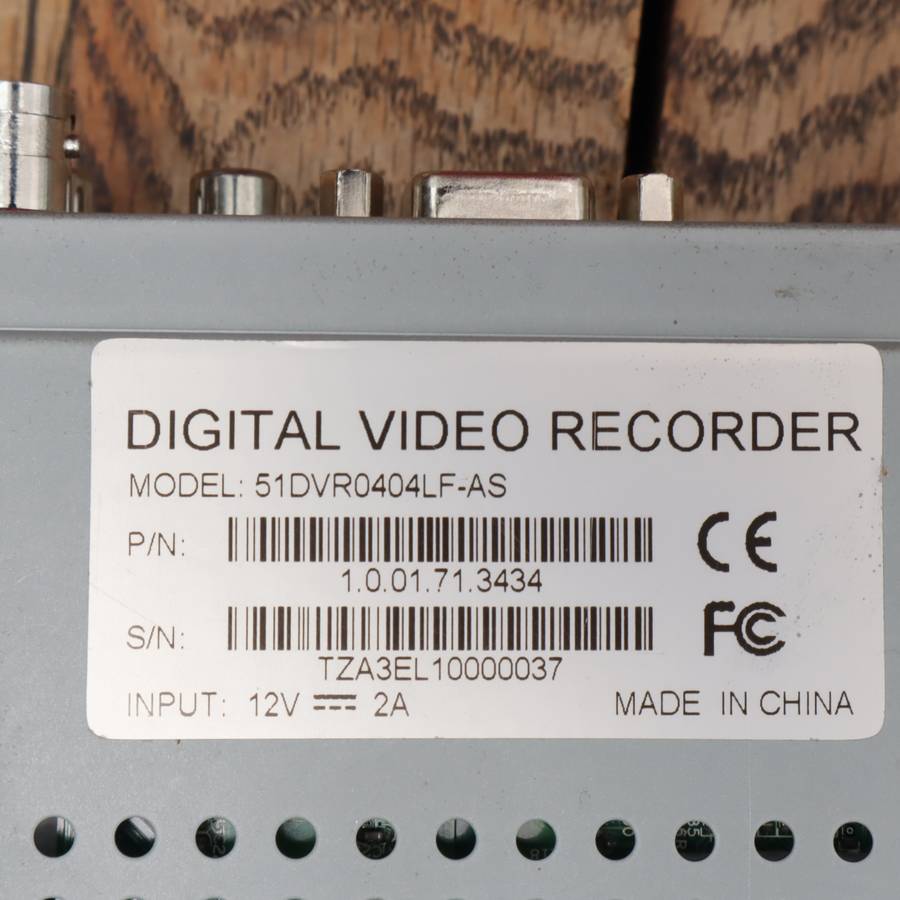 DIGITAL VIDEO RECORDER
MODEL: 51DVR0404LF-AS
P/N:
1.0.01.71.3434
CE
S/N:
FC
TZA3EL10000037
INPUT: 12V 2A MADE IN CHINA